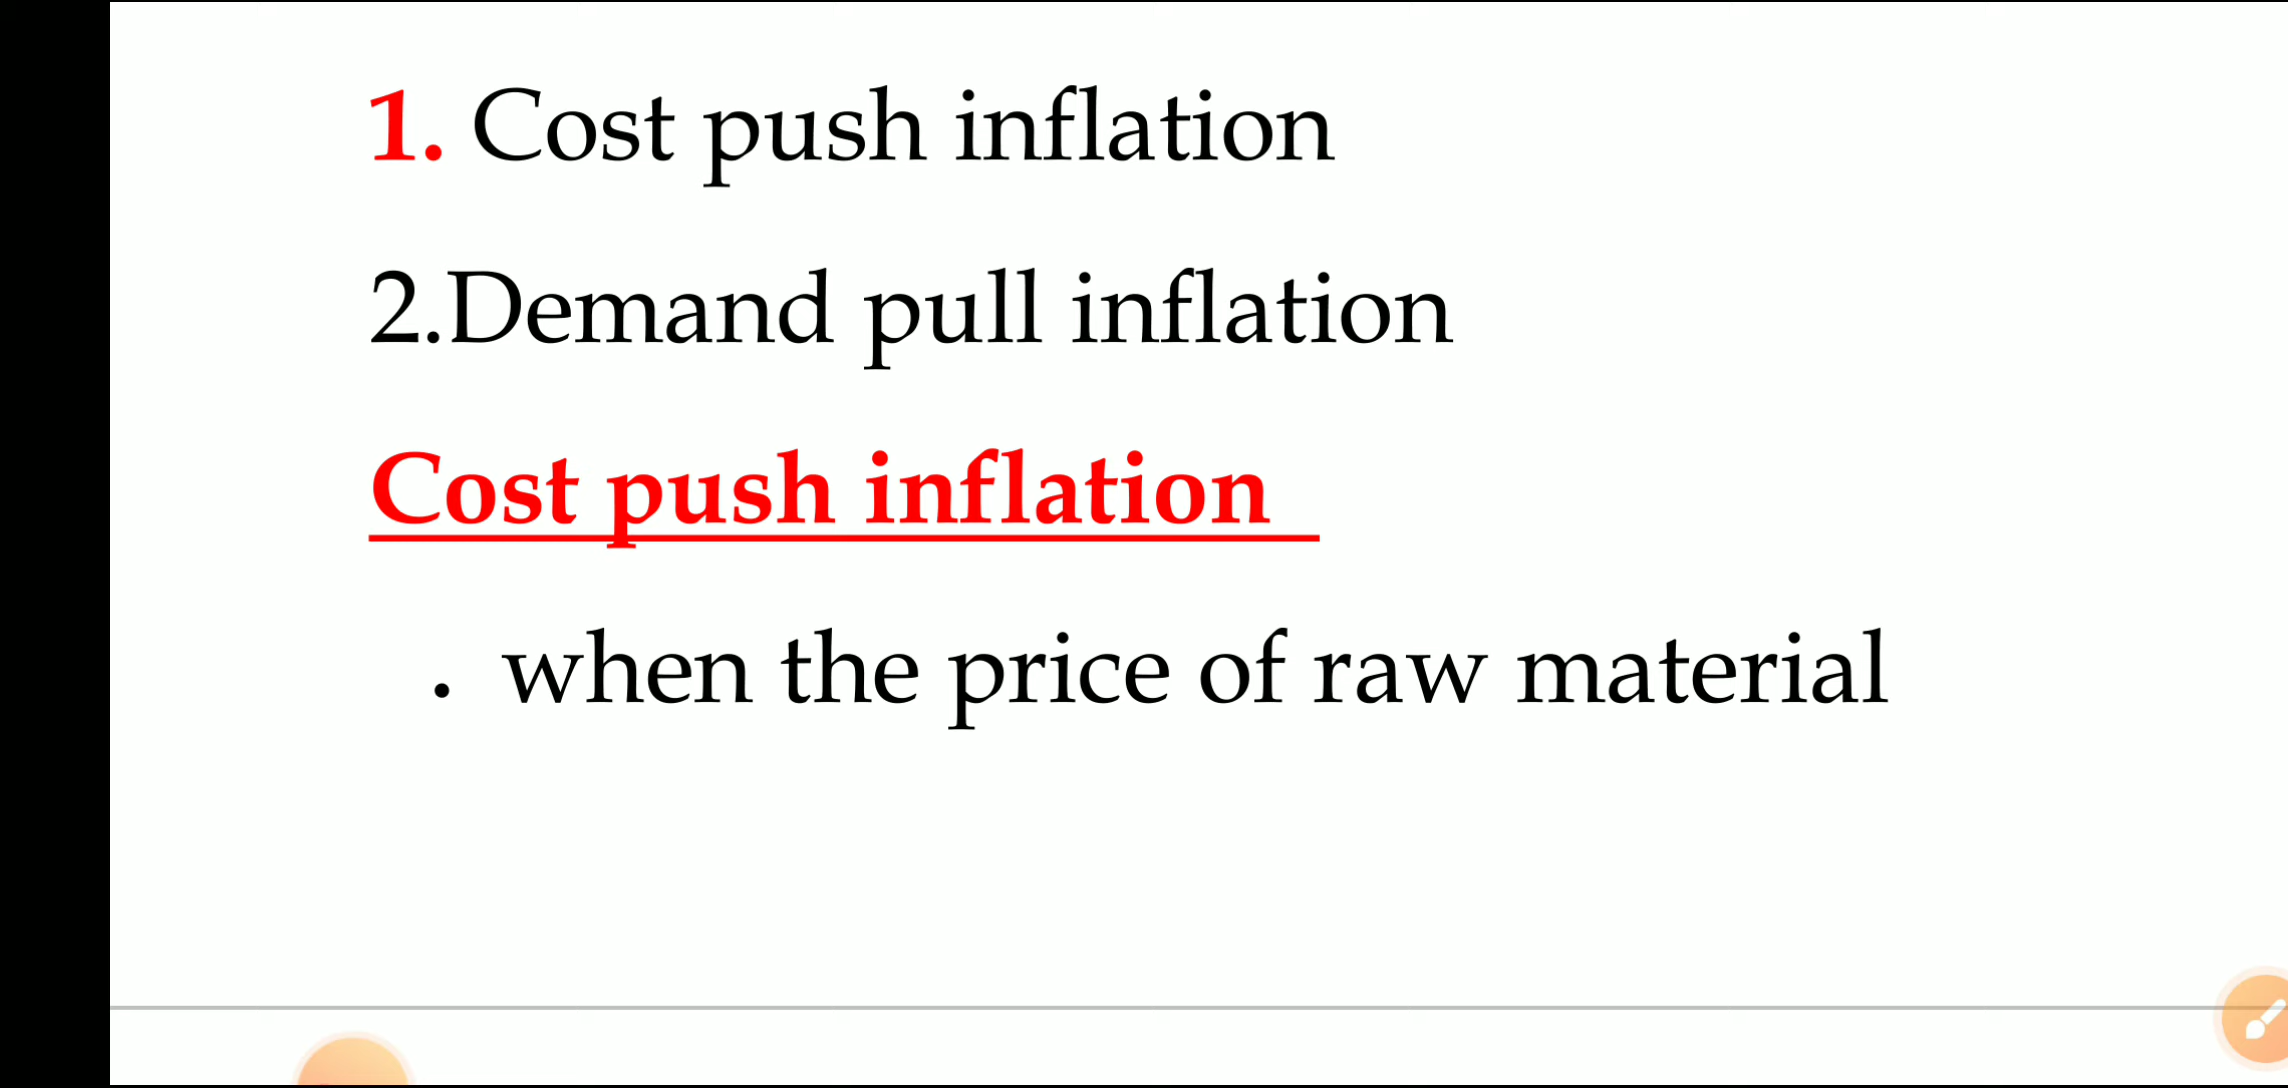 1. Cost push inflation
2.Demand pull inflation
Cost push inflation
. when the price of raw material